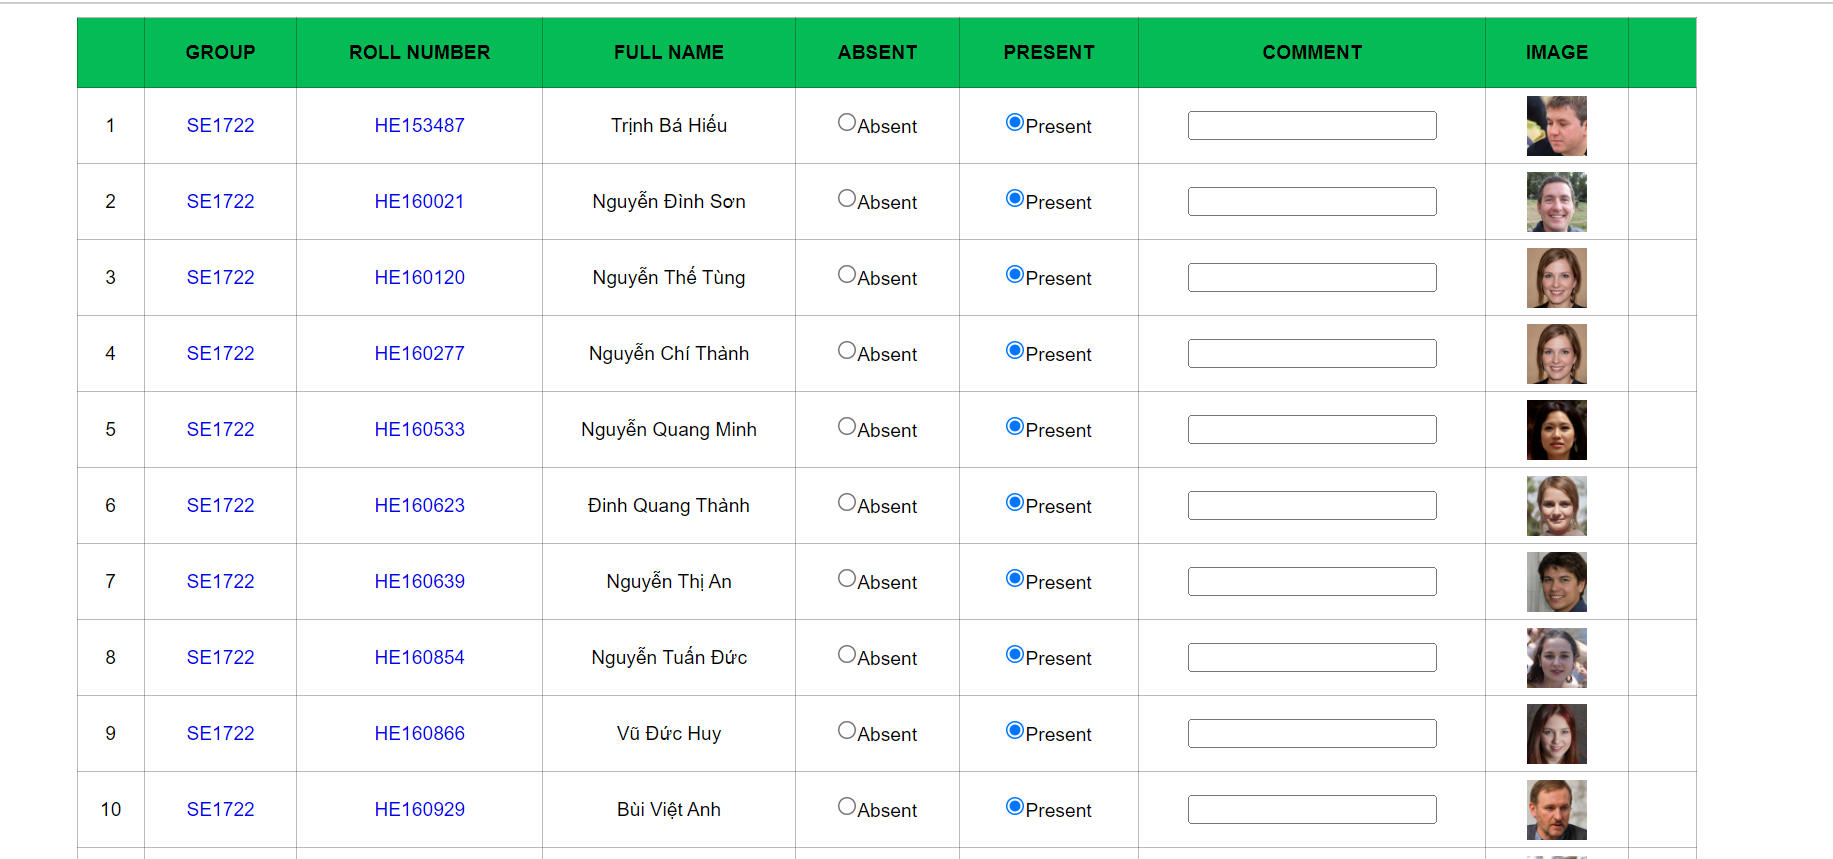 GROUP ROLL NUMBER FULL NAME ABSENT PRESENT COMMENT IMAGE
1 SE1722 HE153487 Trịnh Bá Hiếu Absent Present
2 SE1722 HE160021 Nguyễn Đình Sơn Absent Present
3 SE1722 HE160120 Nguyễn Thế Tùng Absent Present
4 SE1722 HE160277 Nguyễn Chí Thành Absent Present
5 SE1722 HE160533 Nguyễn Quang Minh Absent Present
6 SE1722 HE160623 Đinh Quang Thành Absent Present
7 SE1722 HE160639 Nguyễn Thị An Absent Present
8 SE1722 HE160854 Nguyễn Tuấn Đức Absent Present
9 SE1722 HE160866 Vũ Đức Huy Absent Present
10 SE1722 HE160929 Bùi Việt Anh Absent Present